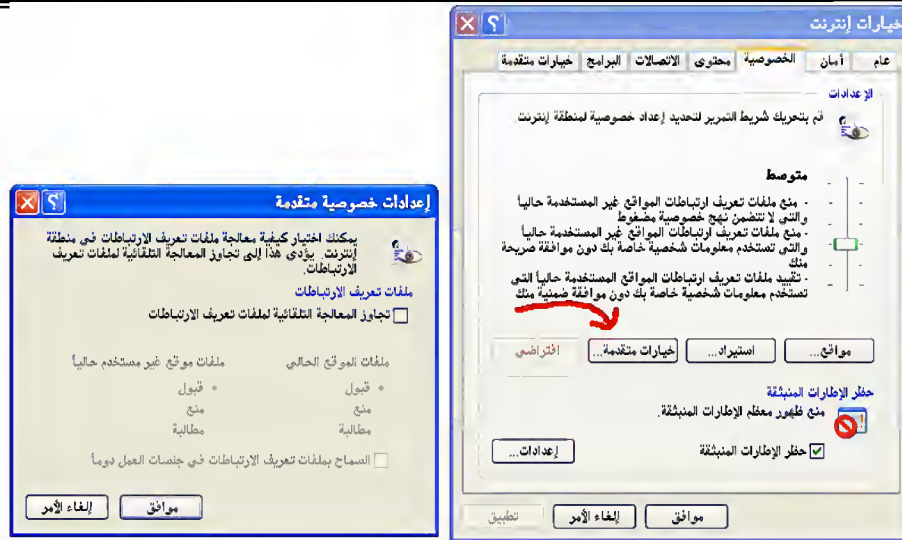 خيارات إنترنت
عام أمان الخصوصية محتوى الاتصالات البرامج خيارات متقدمة
الإعدادات
قم بتحريك شريط التمرير لتحديد إعداد خصوصية لمنطقة إنترنت
متوسط
- منع ملفات تعريف ارتباطات المواقع غير المستخدمة حالياً
والتي لا تتضمن نهج خصوصية مضغوط
- منع ملفات تعريف ارتباطات المواقع غير المستخدمة حالياً
والتي تستخدم معلومات شخصية خاصة بك دون موافقة صريحة
منك
- تقييد ملفات تعريف ارتباطات المواقع المستخدمة حالياً التي
تستخدم معلومات شخصية خاصة بك دون موافقة ضمنية منك
مواقع... استيراد... خيارات متقدمة... افتراضي
حظر الإطارات المنبثقة
منع ظهور معظم الإطارات المنبثقة.
حظر الإطارات المنبثقة إعدادات...
موافق إلغاء الأمر تطبيق
إعدادات خصوصية متقدمة
يمكنك اختيار كيفية معالجة ملفات تعريف الارتباطات في منطقة
إنترنت. يؤدي هذا إلى تجاوز المعالجة التلقائية لملفات تعريف
الارتباطات.
ملفات تعريف الارتباطات
تجاوز المعالجة التلقائية لملفات تعريف الارتباطات
ملفات الموقع الحالي ملفات موقع غير مستخدم حالياً
قبول قبول
منع منع
مطالبة مطالبة
السماح بملفات تعريف الارتباطات في جلسات العمل دوماً
موافق إلغاء الأمر